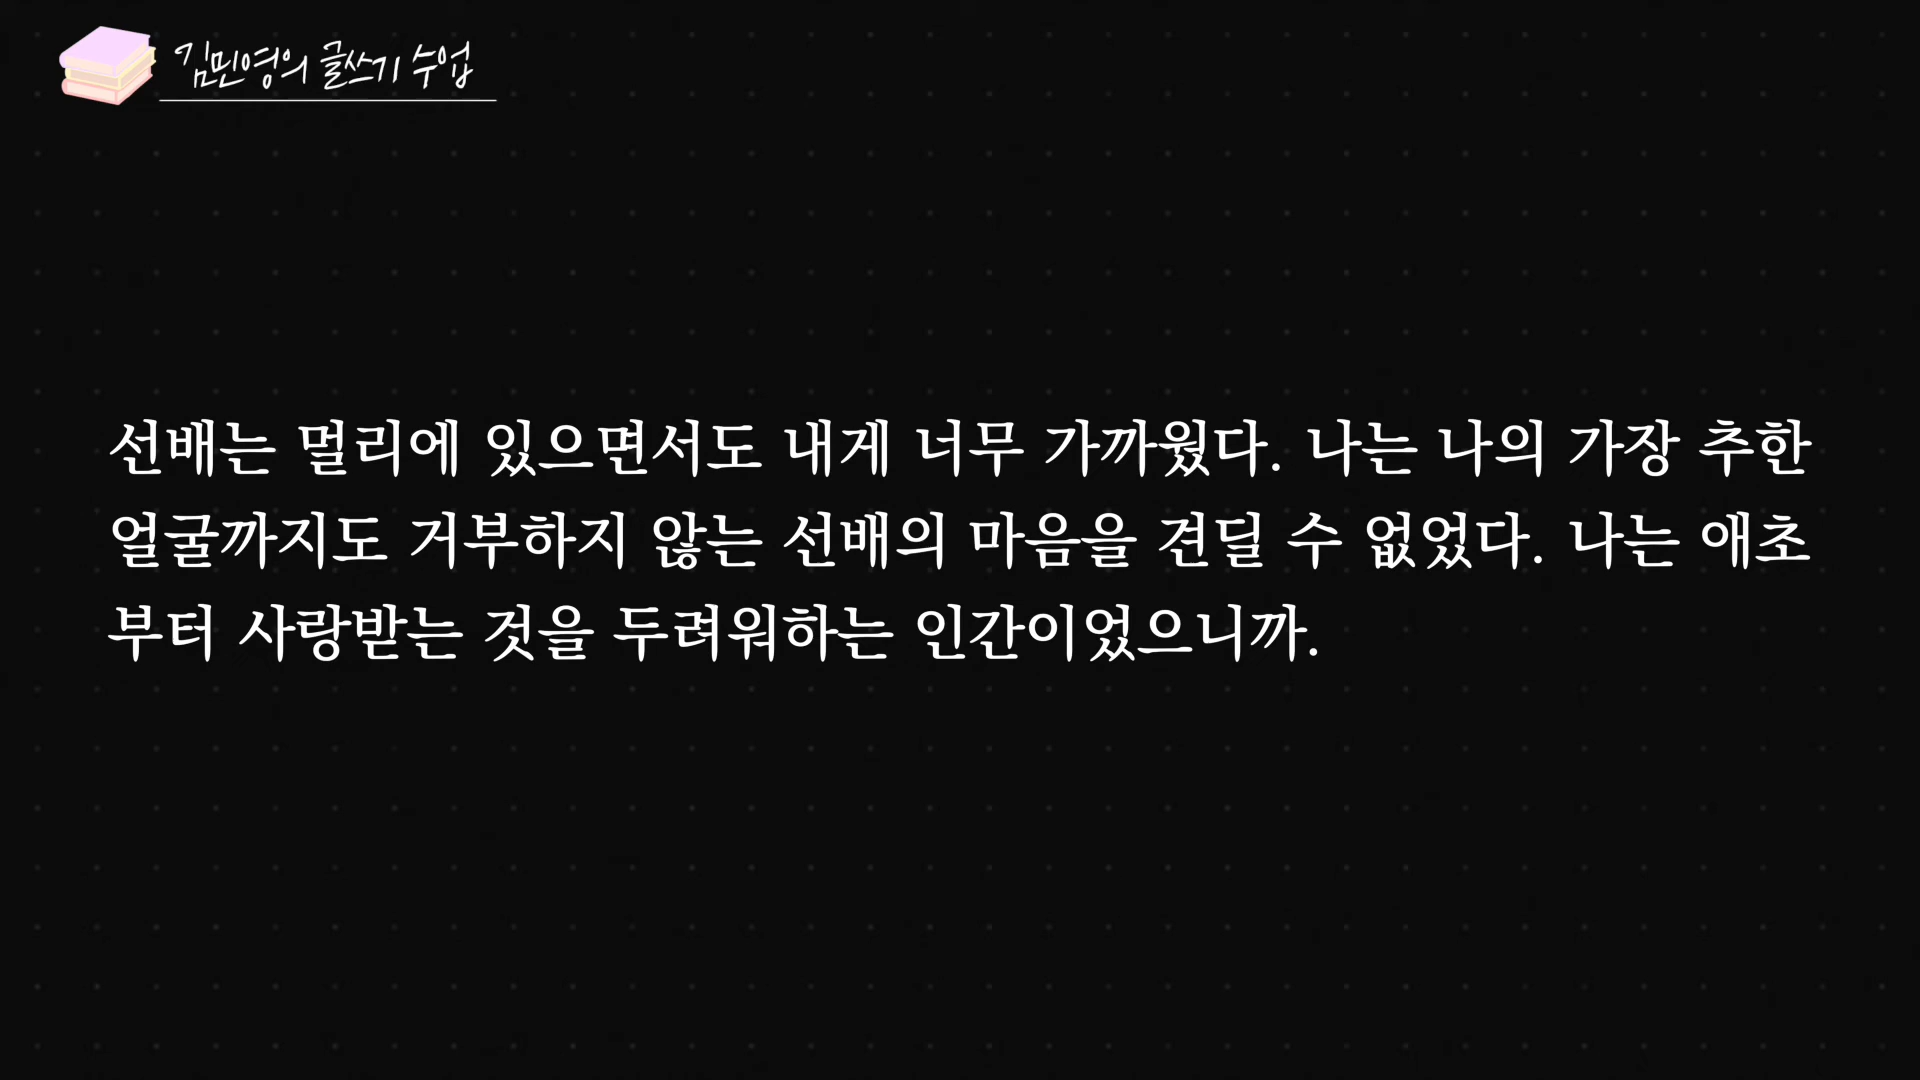 김민영의 글쓰기 수업
선배는 멀리에 있으면서도 내게 너무 가까웠다. 나는 나의 가장 추한
얼굴까지도 거부하지 않는 선배의 마음을 견딜 수 없었다. 나는 애초
부터 사랑받는 것을 두려워하는 인간이었으니까.